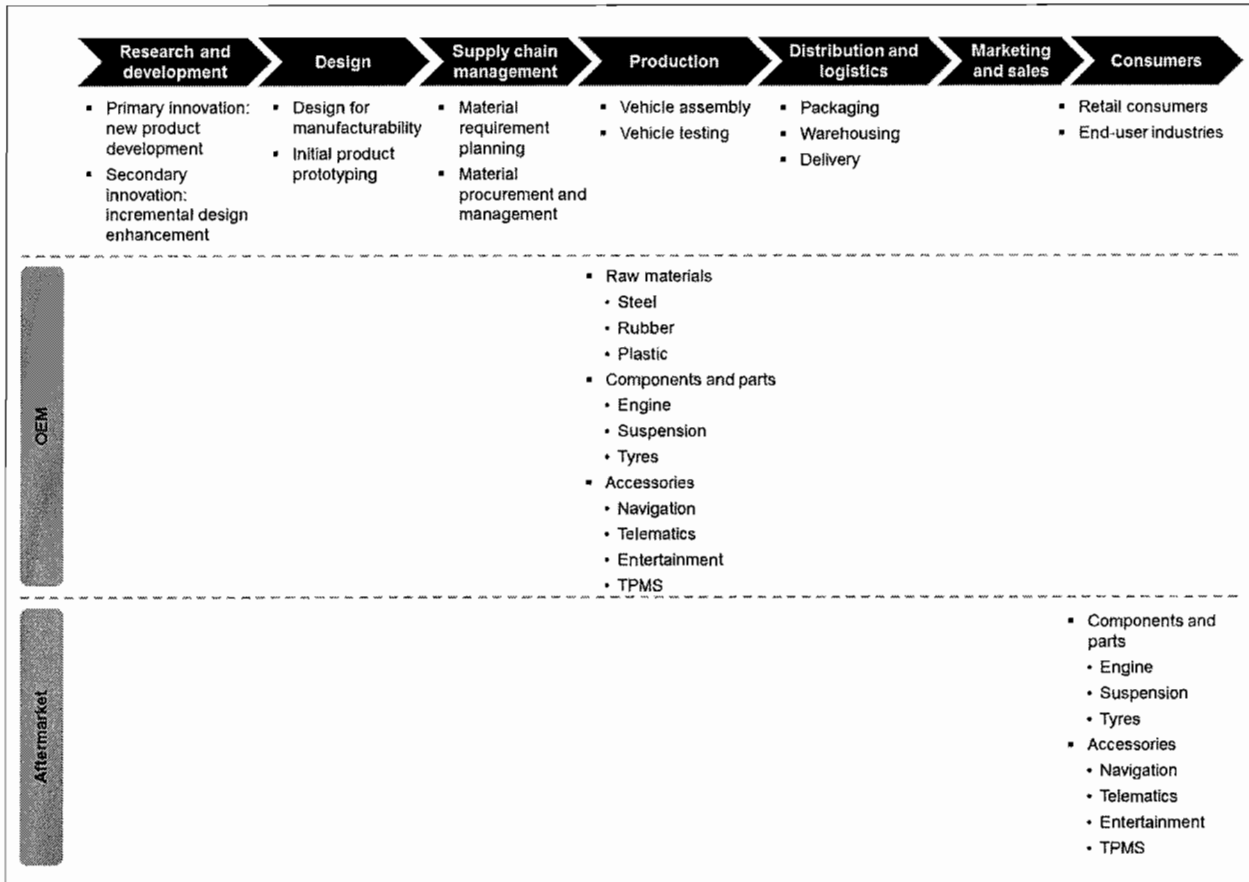 Research and
development
Design
Supply chain
management
Production
Distribution and
logistics
Marketing
and sales
Consumers
▪ Primary innovation:
new product
development
▪ Secondary
innovation:
incremental design
enhancement
▪ Design for
manufacturability
▪ Initial product
prototyping
▪ Material
requirement
planning
▪ Material
procurement and
management
▪ Vehicle assembly
▪ Vehicle testing
▪ Packaging
▪ Warehousing
▪ Delivery
▪ Retail consumers
▪ End-user industries
OEM
▪ Raw materials
• Steel
• Rubber
• Plastic
▪ Components and parts
• Engine
• Suspension
• Tyres
▪ Accessories
• Navigation
• Telematics
• Entertainment
• TPMS
Aftermarket
▪ Components and
parts
• Engine
• Suspension
• Tyres
▪ Accessories
• Navigation
• Telematics
• Entertainment
• TPMS